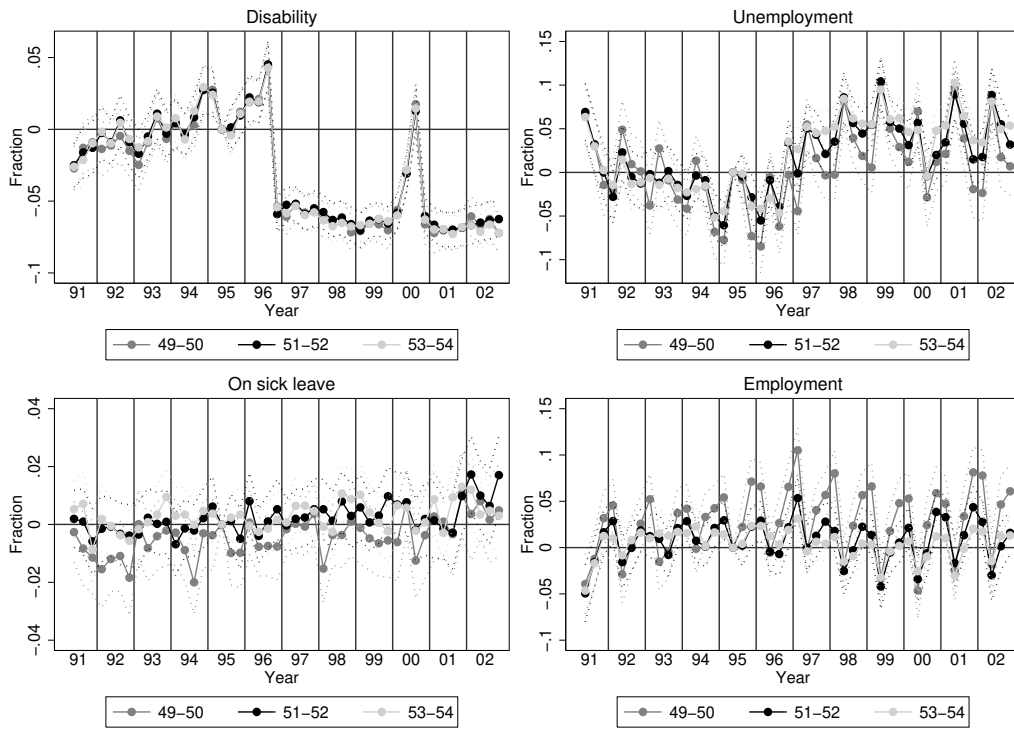 Disability
Fraction
.05
0
-.05
-.1
91 92 93 94 95 96 97 98 99 00 01 02
Year
49-50 51-52 53-54
Unemployment
Fraction
.15
.1
.05
0
-.05
-.1
91 92 93 94 95 96 97 98 99 00 01 02
Year
49-50 51-52 53-54
On sick leave
Fraction
.04
.02
0
-.02
-.04
91 92 93 94 95 96 97 98 99 00 01 02
Year
49-50 51-52 53-54
Employment
Fraction
.15
.1
.05
0
-.05
-.1
91 92 93 94 95 96 97 98 99 00 01 02
Year
49-50 51-52 53-54